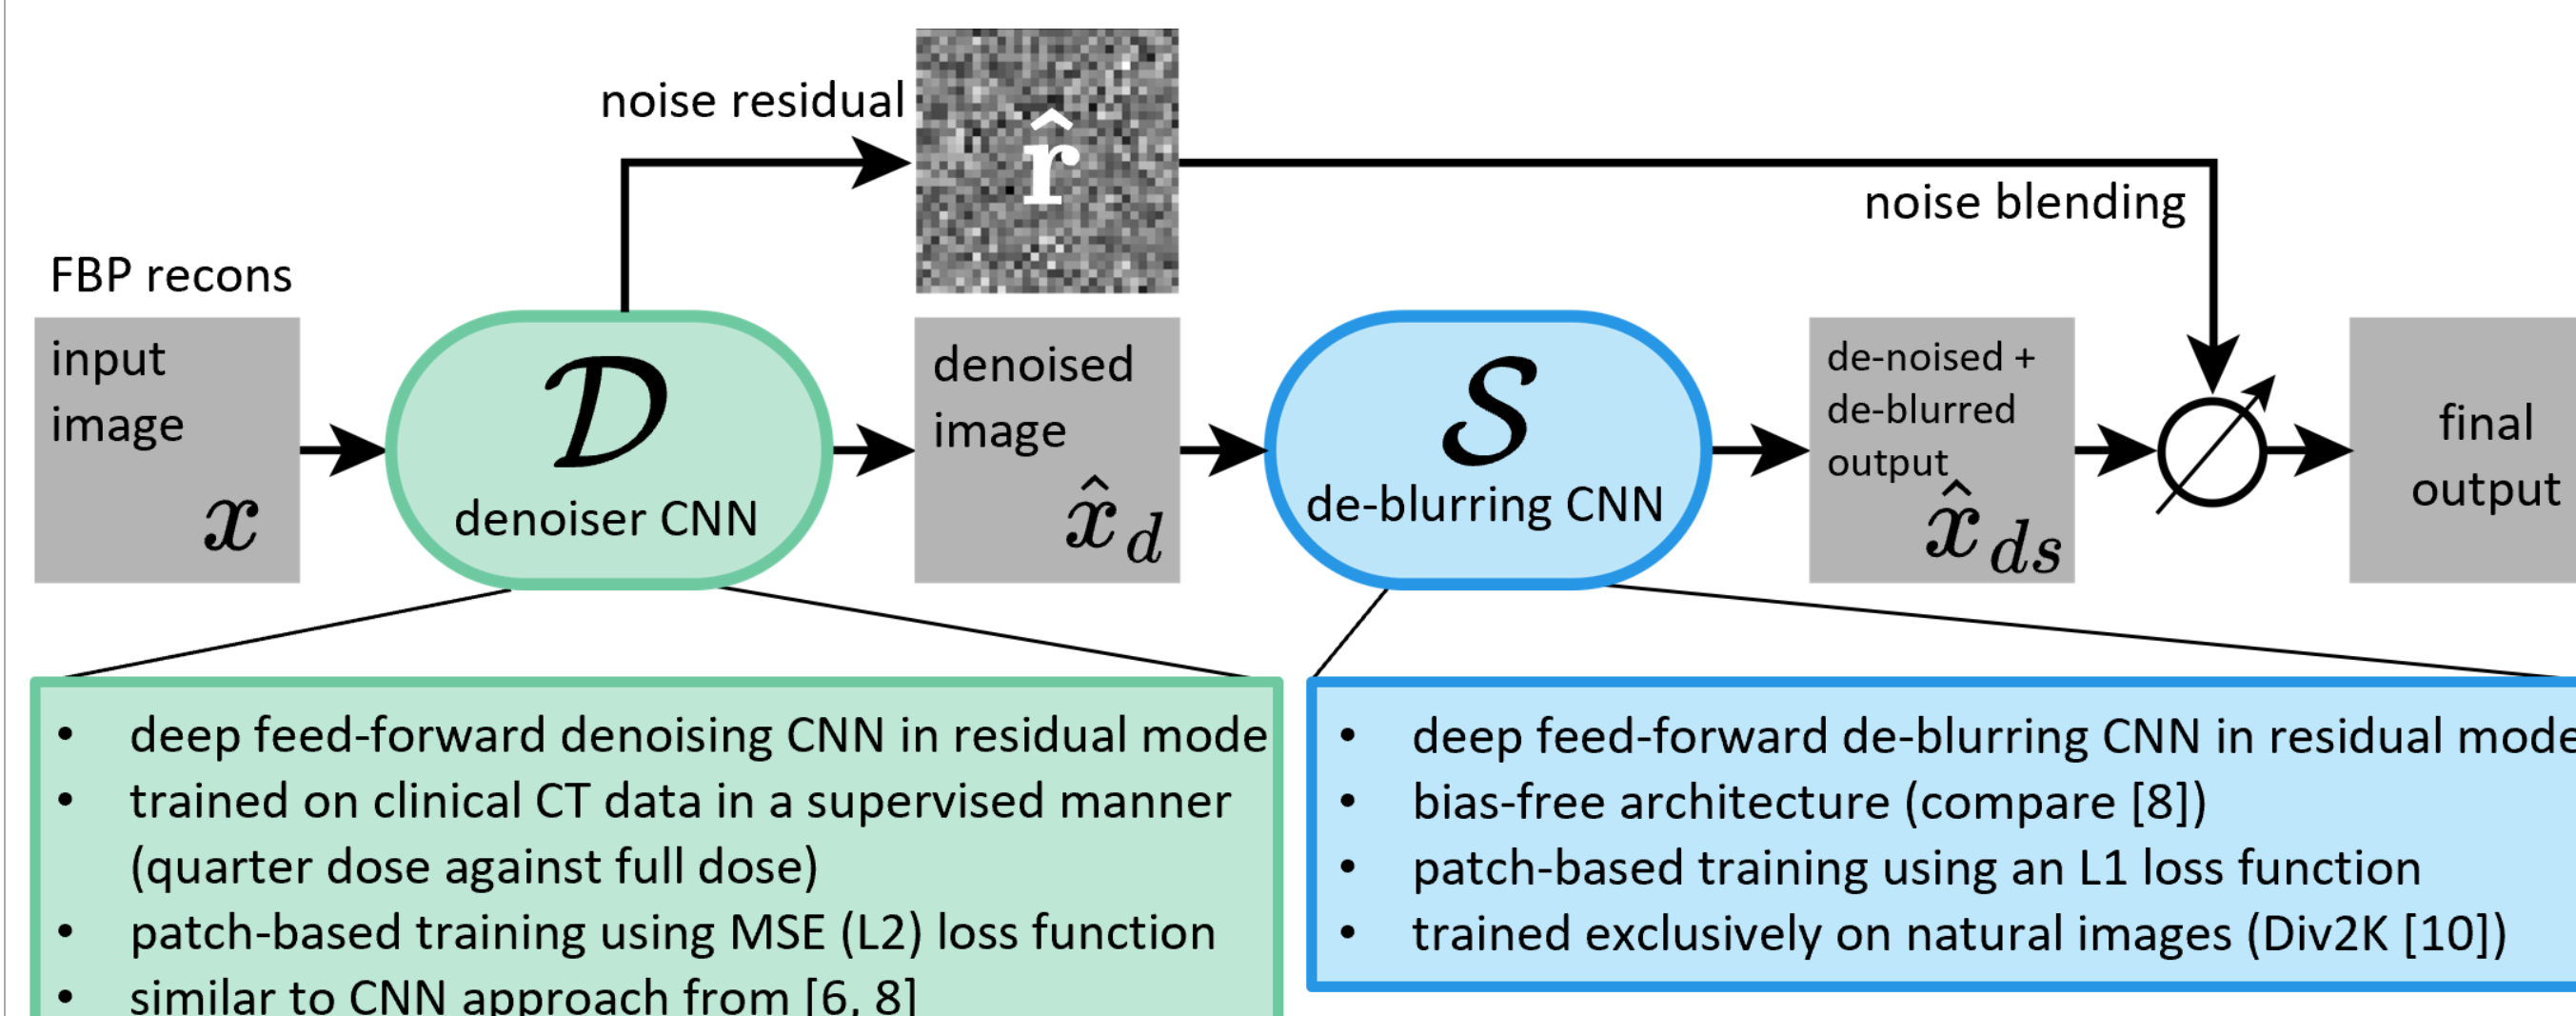 noise residual
r̂
noise blending
FBP recons
input
image
x
𝒟
denoiser CNN
denoised
image
x̂_d
𝒮
de-blurring CNN
de-noised +
de-blurred
output
x̂_ds
final
output
• deep feed-forward denoising CNN in residual mode
• trained on clinical CT data in a supervised manner
(quarter dose against full dose)
• patch-based training using MSE (L2) loss function
• similar to CNN approach from [6, 8]
• deep feed-forward de-blurring CNN in residual mode
• bias-free architecture (compare [8])
• patch-based training using an L1 loss function
• trained exclusively on natural images (Div2K [10])